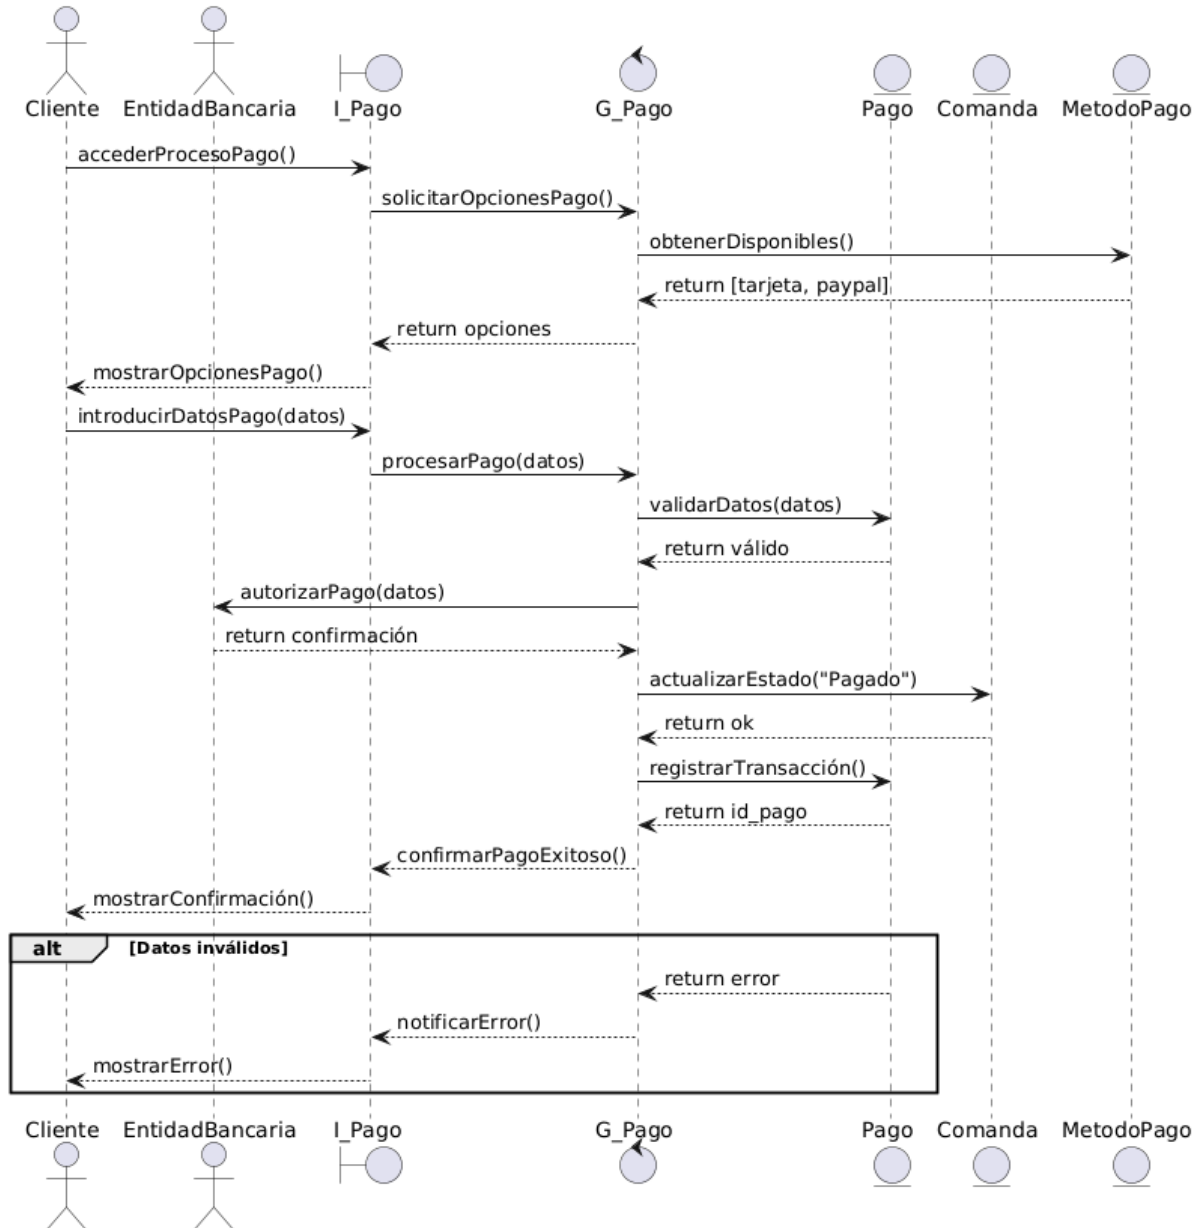 Cliente EntidadBancaria I_Pago G_Pago Pago Comanda MetodoPago
accederProcesoPago()
solicitarOpcionesPago()
obtenerDisponibles()
return [tarjeta, paypal]
return opciones
mostrarOpcionesPago()
introducirDatosPago(datos)
procesarPago(datos)
validarDatos(datos)
return válido
autorizarPago(datos)
return confirmación
actualizarEstado("Pagado")
return ok
registrarTransacción()
return id_pago
confirmarPagoExitoso()
mostrarConfirmación()
alt [Datos inválidos]
return error
notificarError()
mostrarError()
Cliente EntidadBancaria I_Pago G_Pago Pago Comanda MetodoPago